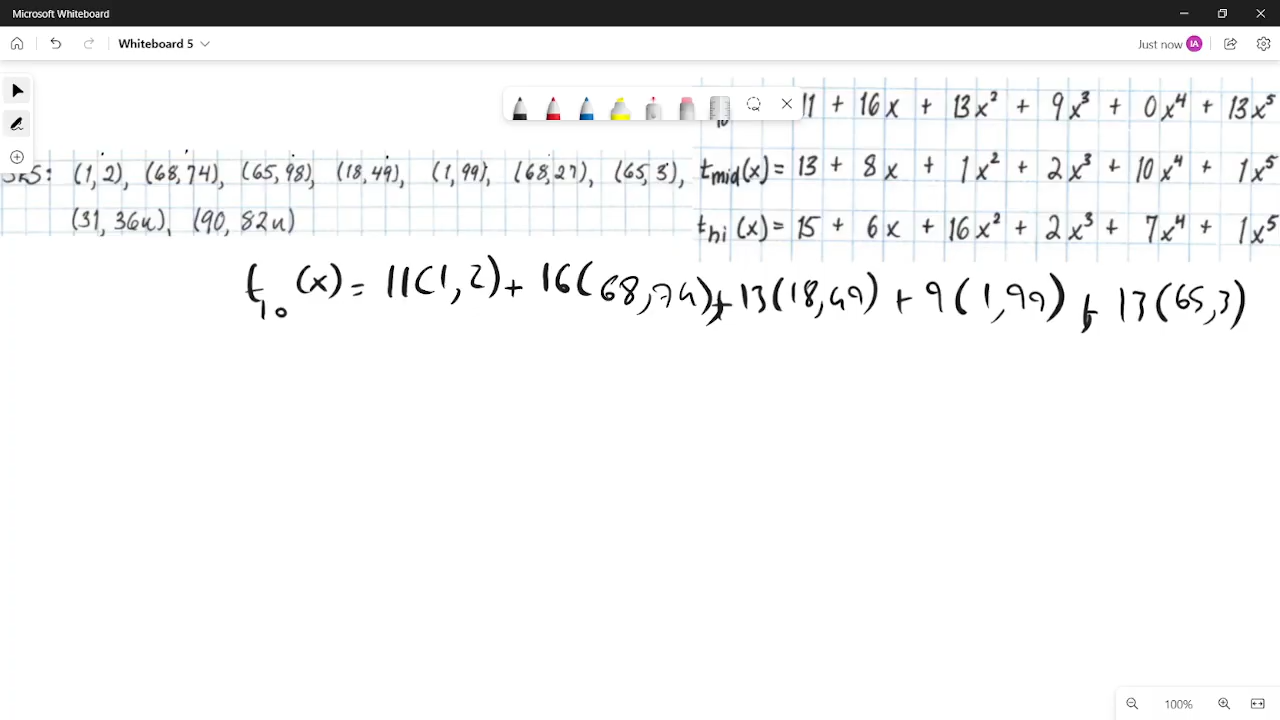 Microsoft Whiteboard
Whiteboard 5
Just now IA
11 + 16x + 13x² + 9x³ + 0x⁴ + 13x⁵
(1, 2), (68, 74), (65, 98), (18, 49), (1, 99), (68, 27), (65, 3),
t_mid(x) = 13 + 8x + 1x² + 2x³ + 10x⁴ + 1x⁵
(31, 36u), (90, 82u)
t_hi(x) = 15 + 6x + 16x² + 2x³ + 7x⁴ + 1x⁵
t_lo(x) = 11(1, 2) + 16(68, 74) + 13(18, 49) + 9(1, 99) + 13(65, 3)
100%